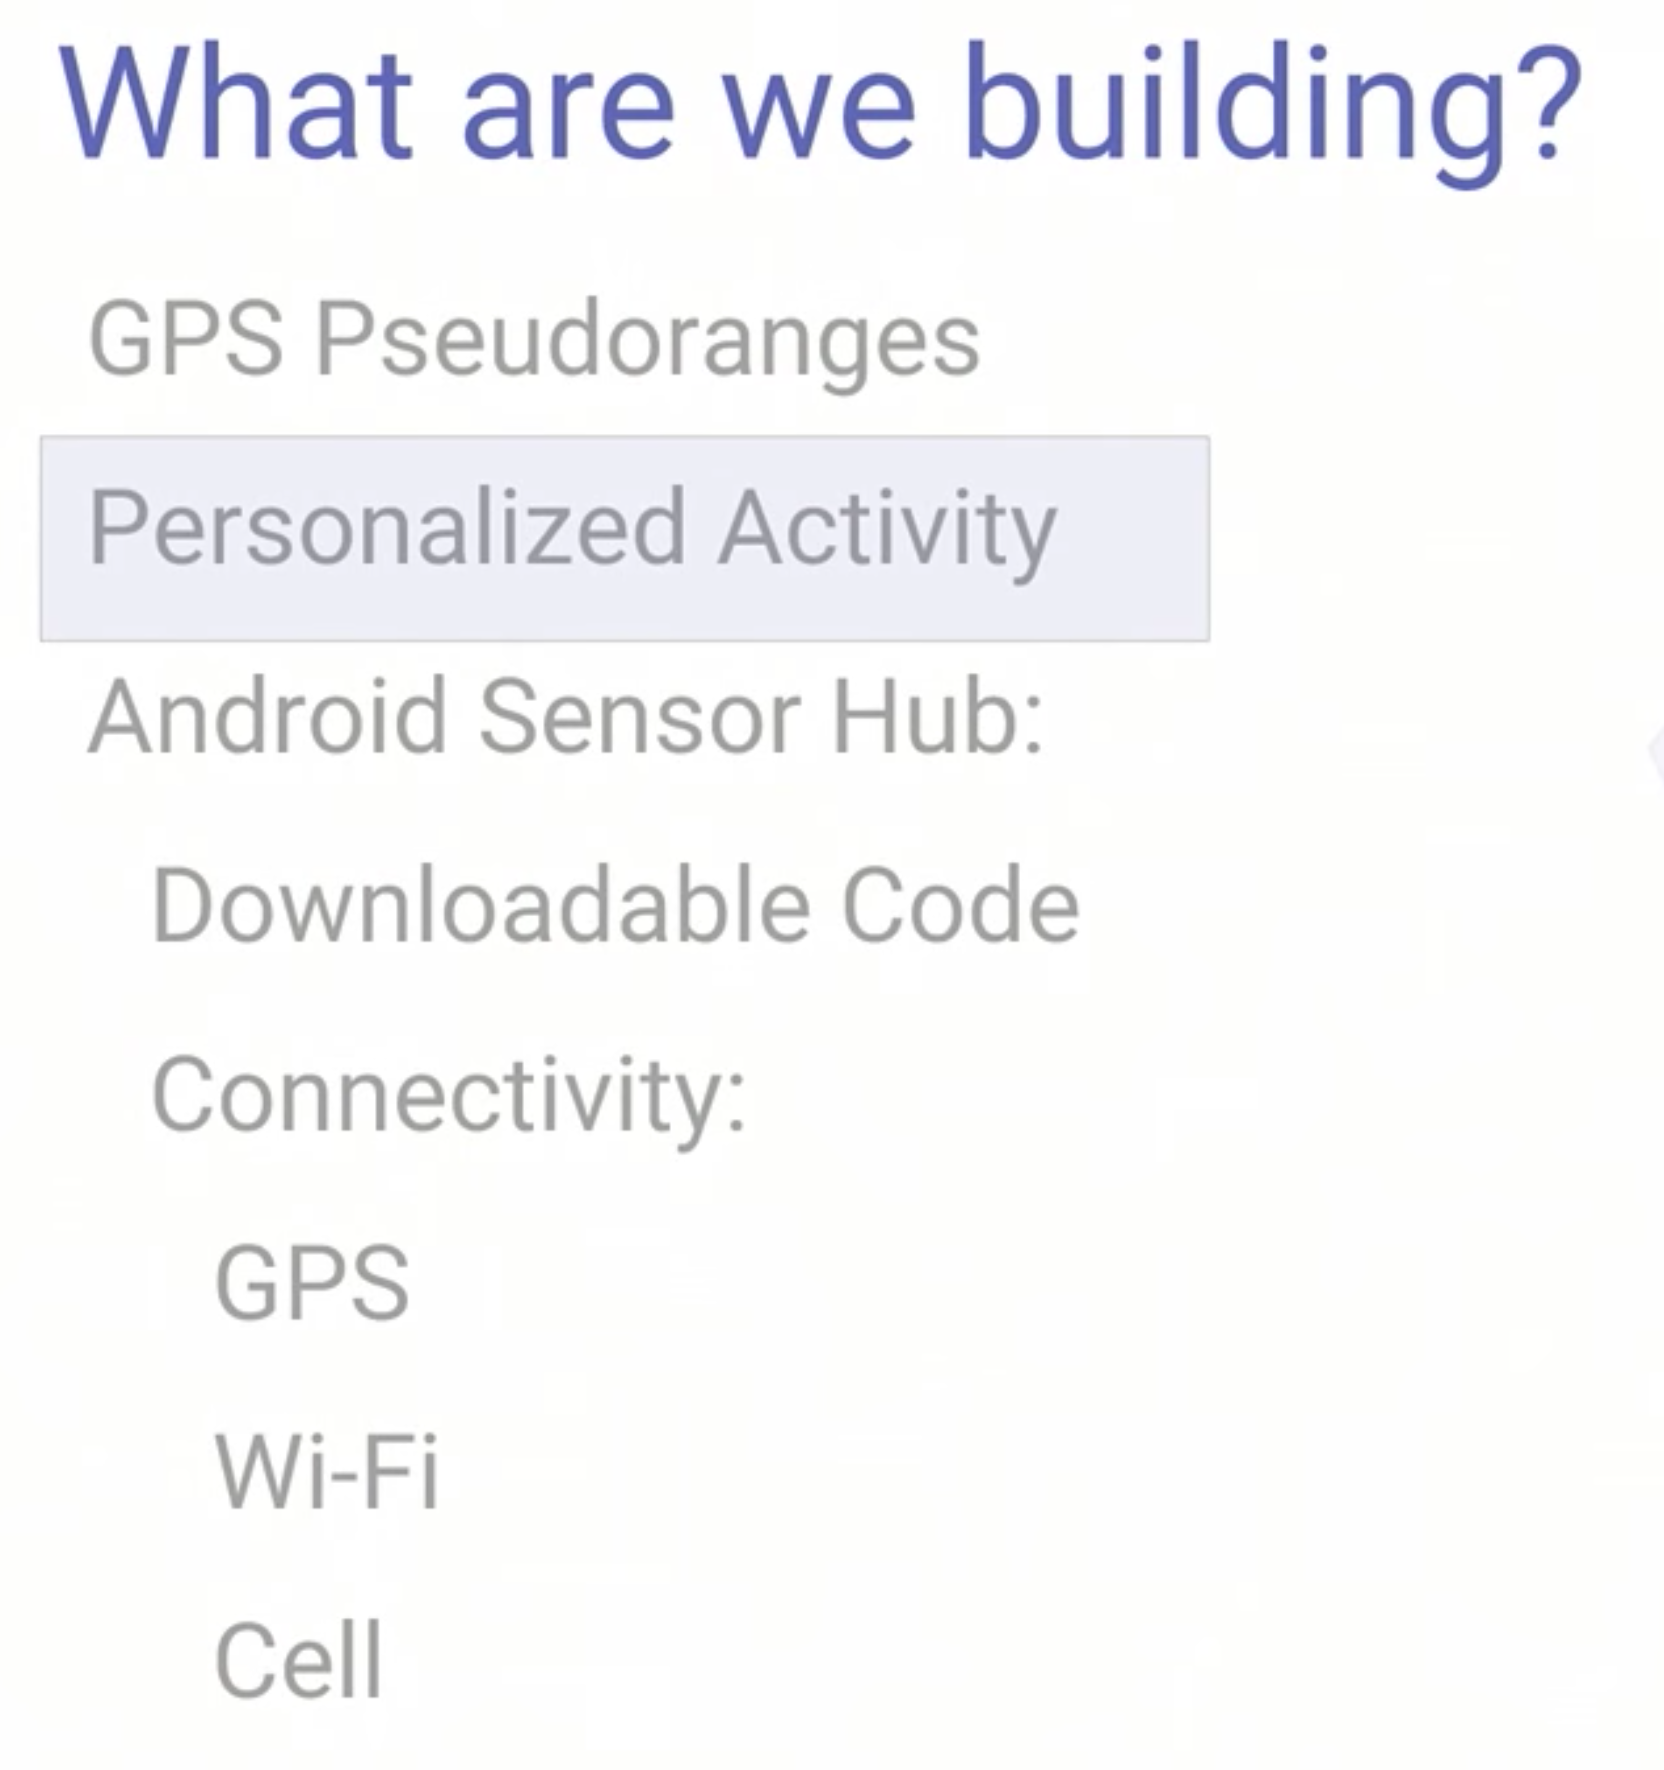 What are we building?
GPS Pseudoranges
Personalized Activity
Android Sensor Hub:
Downloadable Code
Connectivity:
GPS
Wi-Fi
Cell